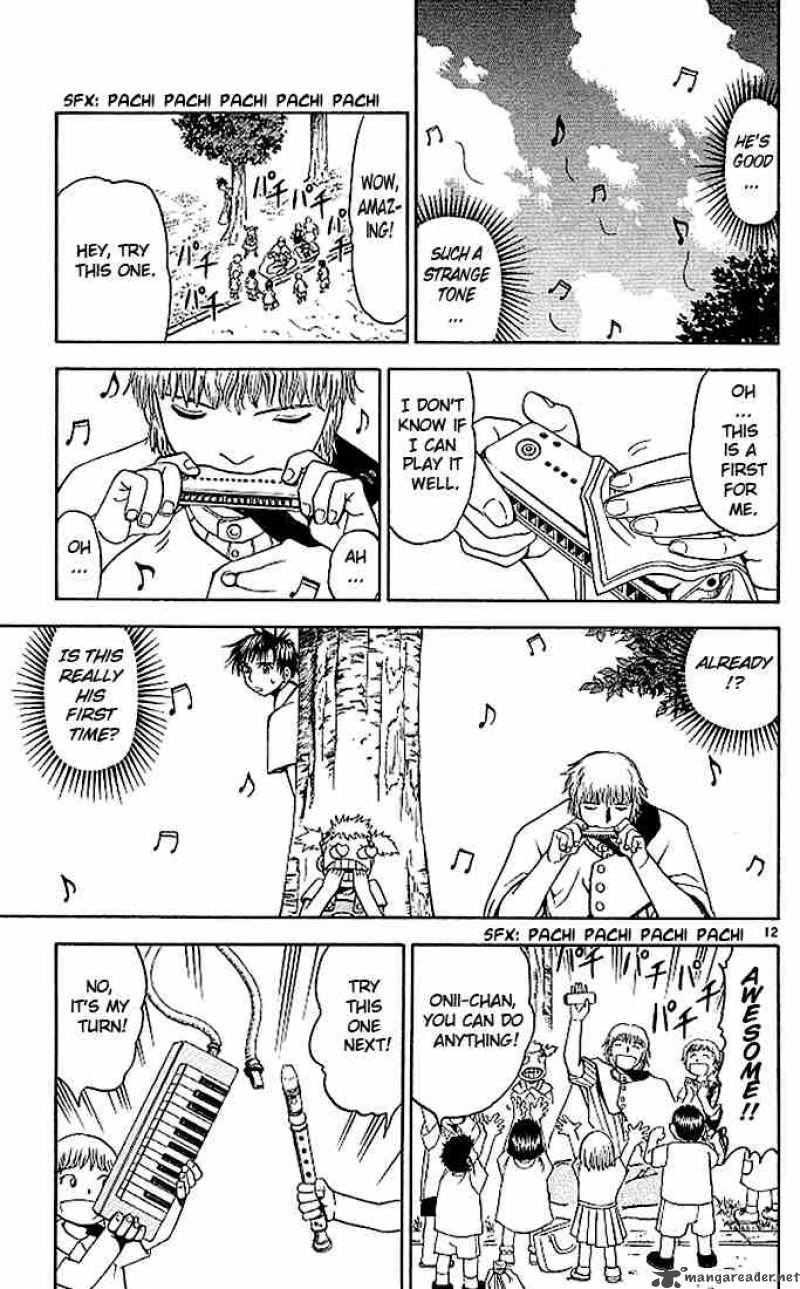 HE'S
GOOD
...
SUCH A
STRANGE
TONE
...
SFX: PACHI PACHI PACHI PACHI PACHI
WOW,
AMAZ-
ING!
パチ
パチ
パチ
パチ
HEY, TRY
THIS ONE.
OH
...
THIS
IS A
FIRST
FOR
ME.
I DON'T
KNOW IF
I CAN
PLAY IT
WELL.
AH
...
OH
...
ALREADY
!?
IS THIS
REALLY
HIS
FIRST
TIME?
12
SFX: PACHI PACHI PACHI PACHI
AWESOME!!
パチ
パチ
パチ
パチ
ONII-CHAN,
YOU CAN DO
ANYTHING!
TRY
THIS
ONE
NEXT!
NO,
IT'S MY
TURN!
mangareader.net